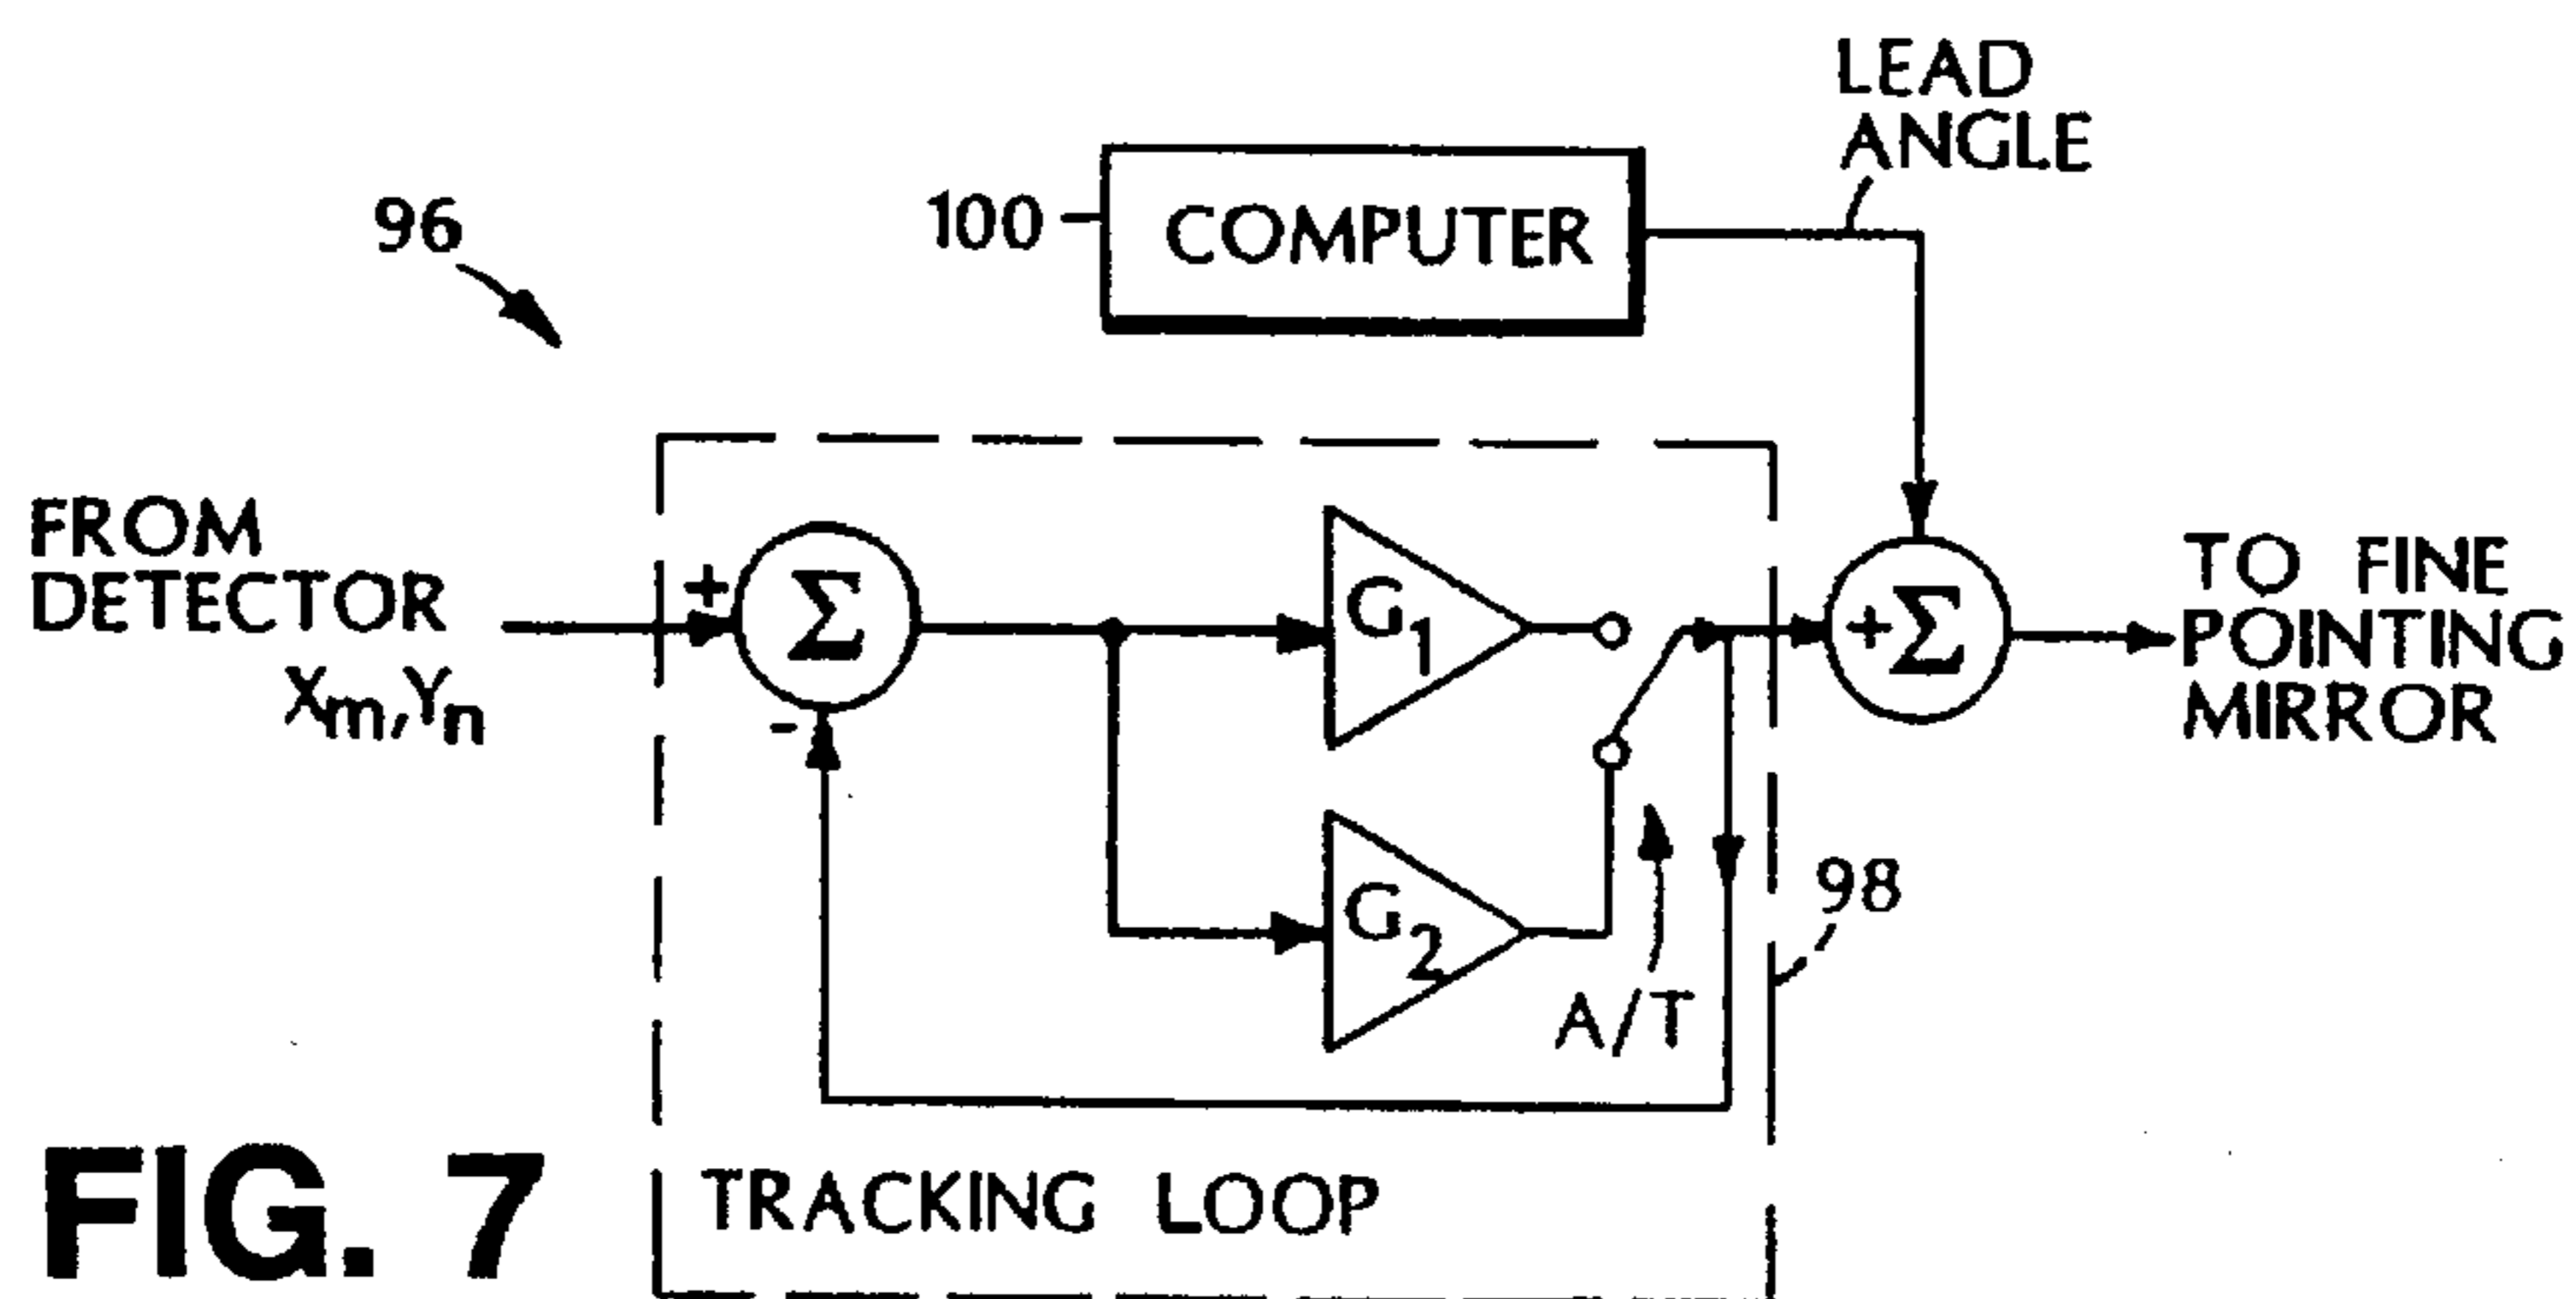 LEAD
ANGLE
96
100
COMPUTER
FROM
DETECTOR
Xm,Yn
+
Σ
-
G1
G2
A/T
+Σ
TO FINE
POINTING
MIRROR
98
TRACKING LOOP
FIG. 7